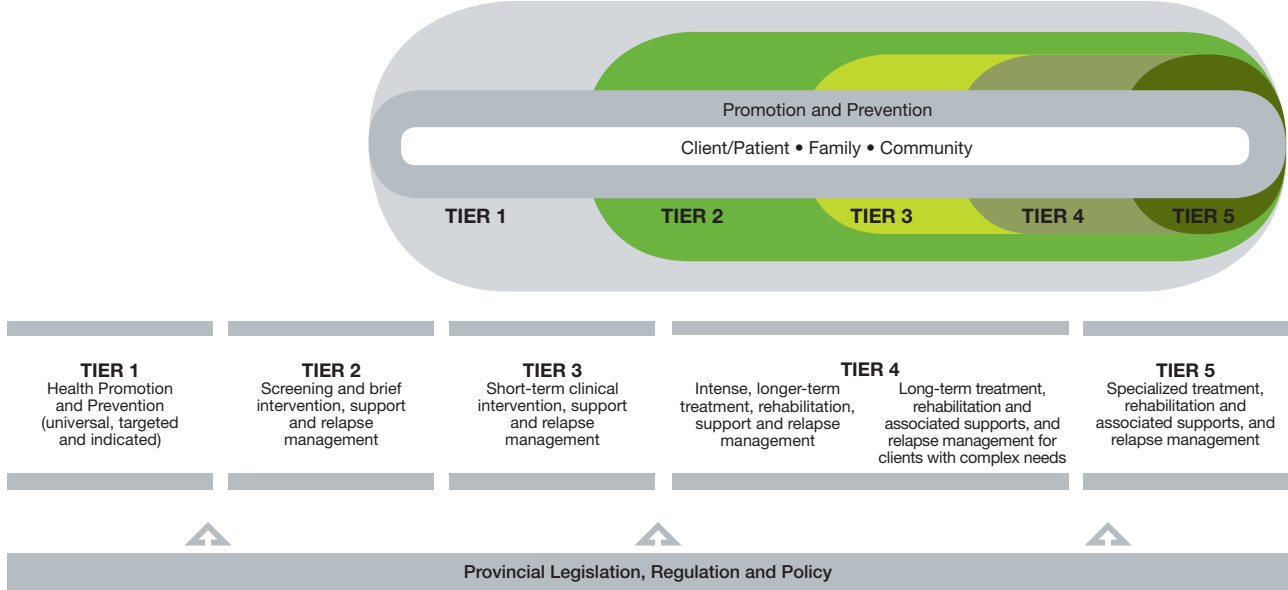 Promotion and Prevention
Client/Patient • Family • Community
TIER 1
TIER 2
TIER 3
TIER 4
TIER 5
TIER 1
Health Promotion
and Prevention
(universal, targeted
and indicated)
TIER 2
Screening and brief
intervention, support
and relapse
management
TIER 3
Short-term clinical
intervention, support
and relapse
management
TIER 4
Intense, longer-term
treatment, rehabilitation,
support and relapse
management
Long-term treatment,
rehabilitation and
associated supports, and
relapse management for
clients with complex needs
TIER 5
Specialized treatment,
rehabilitation and
associated supports, and
relapse management
Provincial Legislation, Regulation and Policy